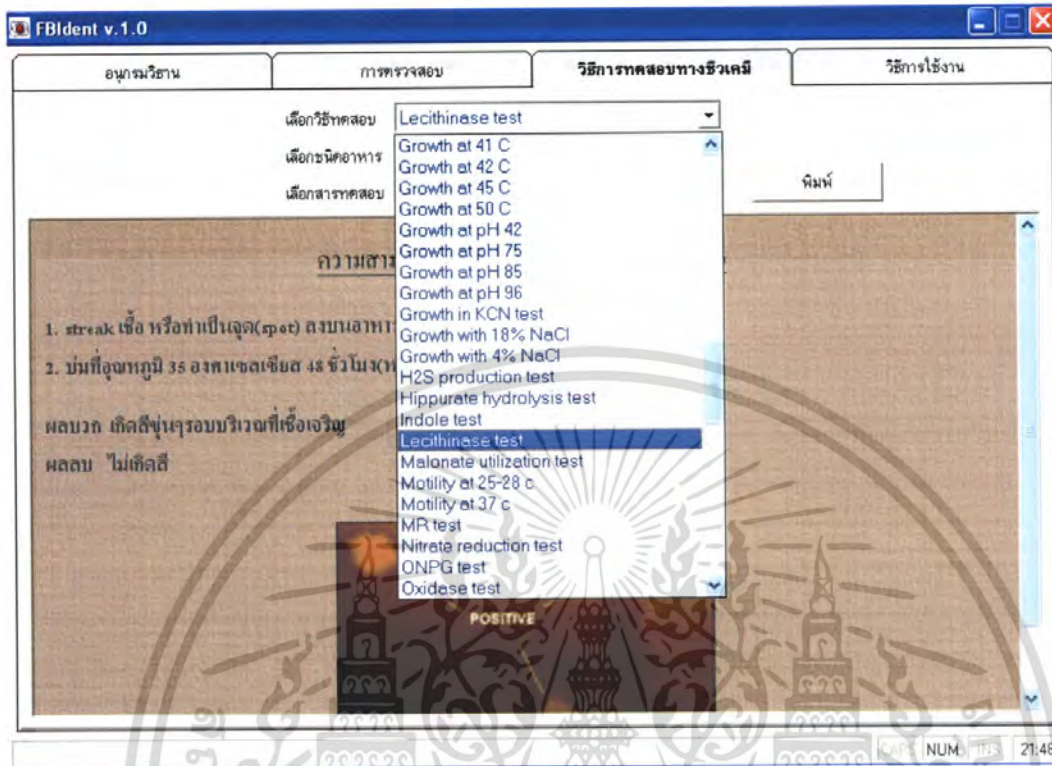 FBIdent v.1.0
อนุกรมวิธาน
การตรวจสอบ
วิธีการทดสอบทางชีวเคมี
วิธีการใช้งาน
เลือกวิธีทดสอบ Lecithinase test
เลือกชนิดอาหาร
เลือกสารทดสอบ
พิมพ์
Growth at 41 C
Growth at 42 C
Growth at 45 C
Growth at 50 C
Growth at pH 42
Growth at pH 75
Growth at pH 85
Growth at pH 96
Growth in KCN test
Growth with 18% NaCl
Growth with 4% NaCl
H2S production test
Hippurate hydrolysis test
Indole test
Lecithinase test
Malonate utilization test
Motility at 25-28 c
Motility at 37 c
MR test
Nitrate reduction test
ONPG test
Oxidase test
ความสาม
1. streak เชื้อ หรือทำเป็นจุด(spot) ลงบนอาหา
2. บ่มที่อุณหภูมิ 35 องศาเซลเซียส 48 ชั่วโมง(ห
ผลบวก เกิดสีขุ่นๆรอบบริเวณที่เชื้อเจริญ
ผลลบ ไม่เกิดสี
POSITIVE
CAPS NUM INS 21:48